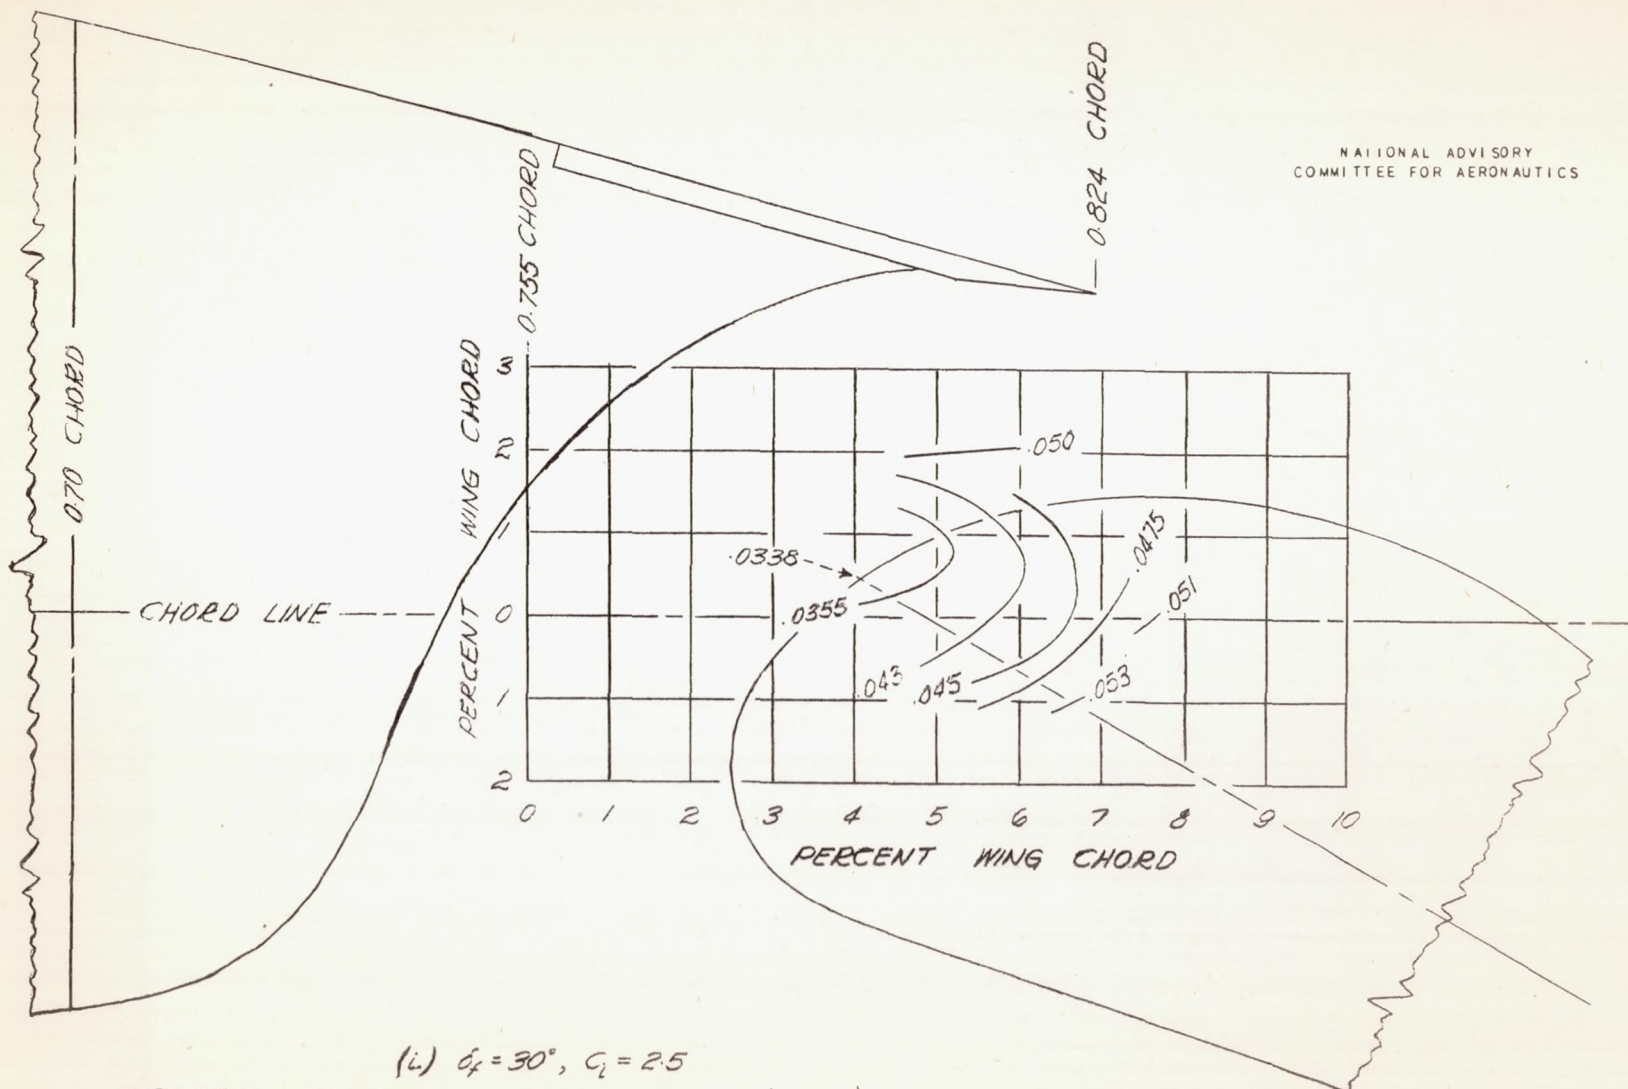 NATIONAL ADVISORY
COMMITTEE FOR AERONAUTICS
0.824 CHORD
0.755 CHORD
0.70 CHORD
CHORD LINE
PERCENT WING CHORD
3
2
1
0
1
2
.050
.0338
.0475
.0355
.051
.043
.045
.053
0 1 2 3 4 5 6 7 8 9 10
PERCENT WING CHORD
(i.) δf = 30°, Cl = 2.5